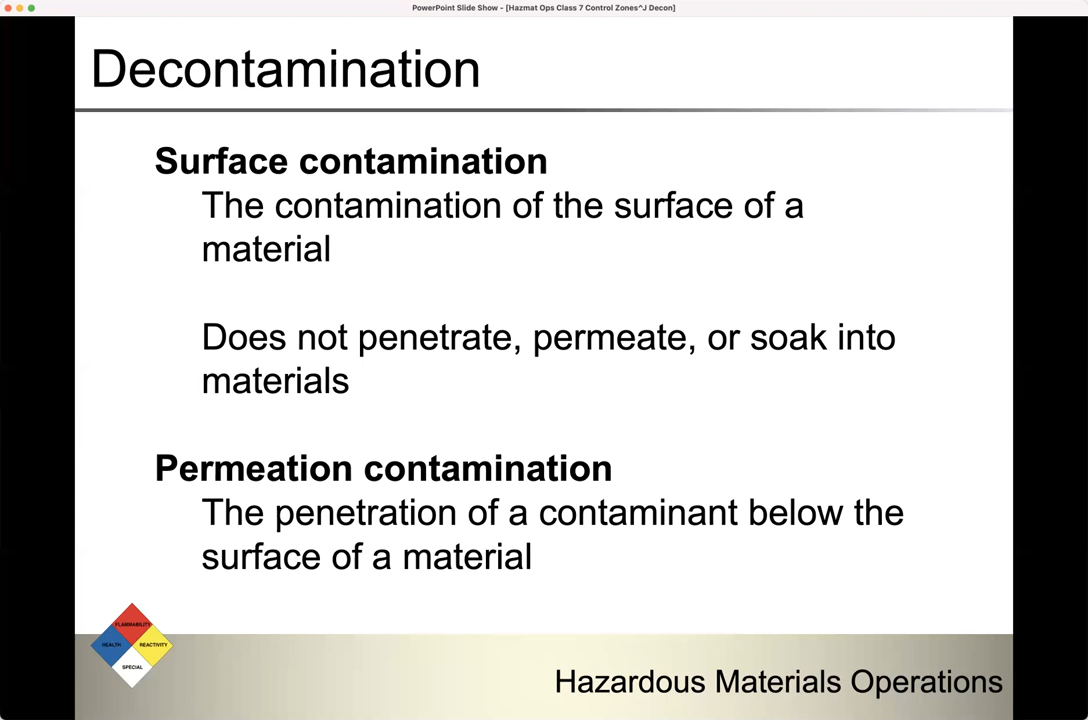 PowerPoint Slide Show - [Hazmat Ops Class 7 Control Zones^J Decon]
Decontamination
Surface contamination
The contamination of the surface of a
material
Does not penetrate, permeate, or soak into
materials
Permeation contamination
The penetration of a contaminant below the
surface of a material
FLAMMABILITY
HEALTH
REACTIVITY
SPECIAL
Hazardous Materials Operations